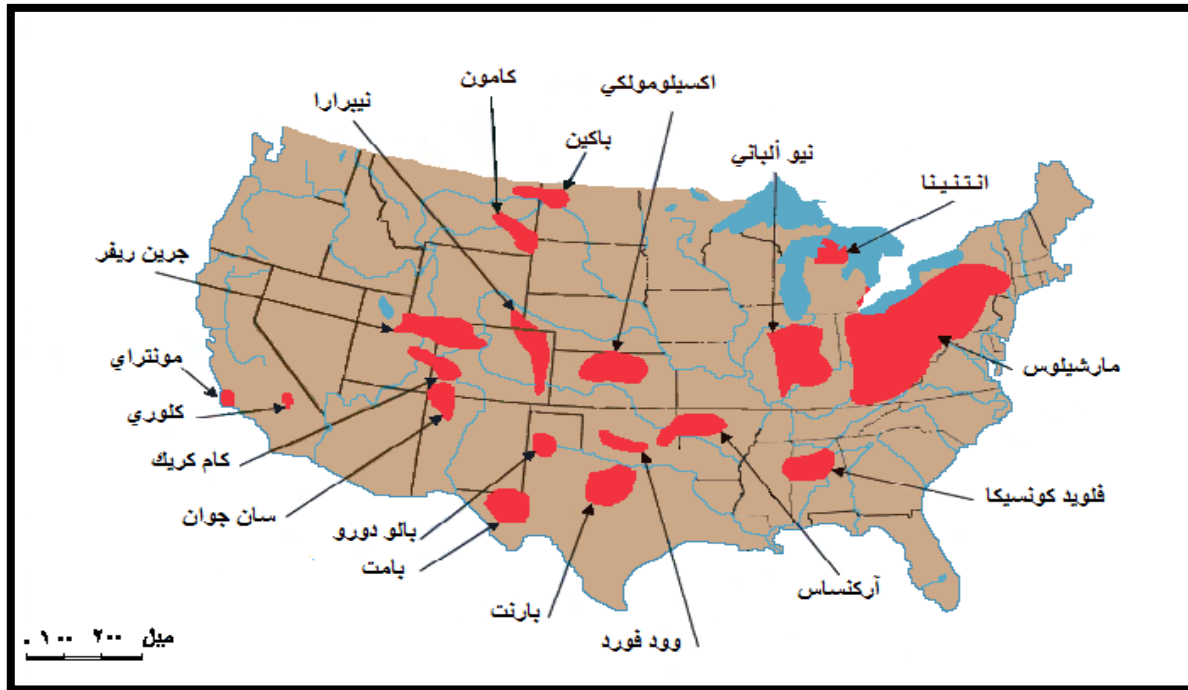 كامون
اكسيلومولكي
نيبرارا
باكين
نيو ألباني
انتنينا
جرين ريفر
مونتراي
مارشيلوس
كلوري
كام كريك
فلويد كونسيكا
سان جوان
بالو دورو
بامت
آركنساس
بارنت
وود فورد
٠ ١٠٠ ٢٠٠ ميل